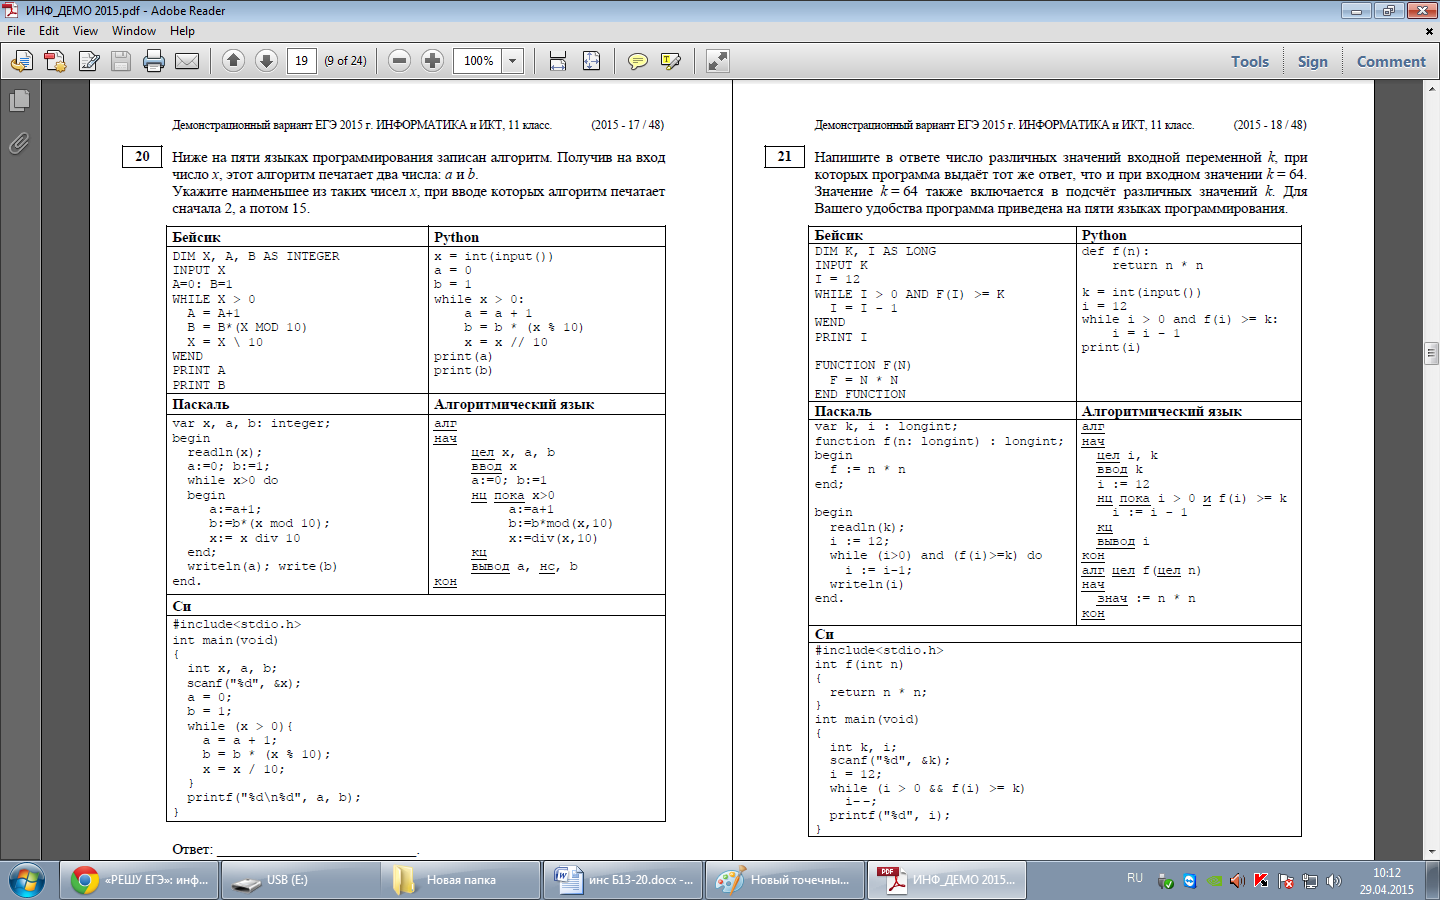 ИНФ_ДЕМО 2015.pdf - Adobe Reader
File Edit View Window Help
19 (9 of 24) 100% Tools Sign Comment
Демонстрационный вариант ЕГЭ 2015 г. ИНФОРМАТИКА и ИКТ, 11 класс. (2015 - 17 / 48)
20
Ниже на пяти языках программирования записан алгоритм. Получив на вход
число x, этот алгоритм печатает два числа: a и b.
Укажите наименьшее из таких чисел x, при вводе которых алгоритм печатает
сначала 2, а потом 15.
Бейсик
DIM X, A, B AS INTEGER
INPUT X
A=0: B=1
WHILE X > 0
A = A+1
B = B*(X MOD 10)
X = X \ 10
WEND
PRINT A
PRINT B
Python
x = int(input())
a = 0
b = 1
while x > 0:
a = a + 1
b = b * (x % 10)
x = x // 10
print(a)
print(b)
Паскаль
var x, a, b: integer;
begin
readln(x);
a:=0; b:=1;
while x>0 do
begin
a:=a+1;
b:=b*(x mod 10);
x:= x div 10
end;
writeln(a); write(b)
end.
Алгоритмический язык
алг
нач
цел x, a, b
ввод x
a:=0; b:=1
нц пока x>0
a:=a+1
b:=b*mod(x,10)
x:=div(x,10)
кц
вывод a, нс, b
кон
Си
#include<stdio.h>
int main(void)
{
int x, a, b;
scanf("%d", &x);
a = 0;
b = 1;
while (x > 0){
a = a + 1;
b = b * (x % 10);
x = x / 10;
}
printf("%d\n%d", a, b);
}
Ответ: ___________________________.
Демонстрационный вариант ЕГЭ 2015 г. ИНФОРМАТИКА и ИКТ, 11 класс. (2015 - 18 / 48)
21
Напишите в ответе число различных значений входной переменной k, при
которых программа выдаёт тот же ответ, что и при входном значении k = 64.
Значение k = 64 также включается в подсчёт различных значений k. Для
Вашего удобства программа приведена на пяти языках программирования.
Бейсик
DIM K, I AS LONG
INPUT K
I = 12
WHILE I > 0 AND F(I) >= K
I = I - 1
WEND
PRINT I
FUNCTION F(N)
F = N * N
END FUNCTION
Python
def f(n):
return n * n
k = int(input())
i = 12
while i > 0 and f(i) >= k:
i = i - 1
print(i)
Паскаль
var k, i : longint;
function f(n: longint) : longint;
begin
f := n * n
end;
begin
readln(k);
i := 12;
while (i>0) and (f(i)>=k) do
i := i-1;
writeln(i)
end.
Алгоритмический язык
алг
нач
цел i, k
ввод k
i := 12
нц пока i > 0 и f(i) >= k
i := i - 1
кц
вывод i
кон
алг цел f(цел n)
нач
знач := n * n
кон
Си
#include<stdio.h>
int f(int n)
{
return n * n;
}
int main(void)
{
int k, i;
scanf("%d", &k);
i = 12;
while (i > 0 && f(i) >= k)
i--;
printf("%d", i);
}
«РЕШУ ЕГЭ»: инф... USB (E:) Новая папка инс Б13-20.docx -... Новый точечны... ИНФ_ДЕМО 2015... RU 10:12
29.04.2015